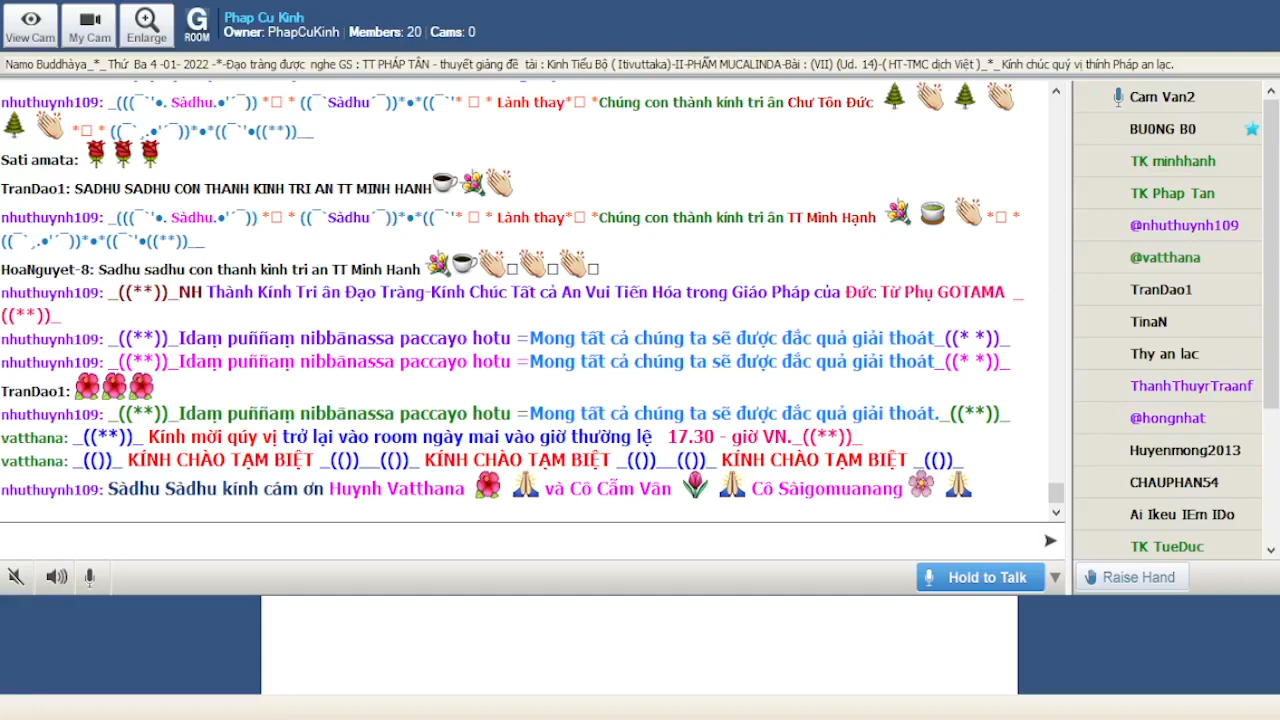 View Cam
My Cam
Enlarge
G
ROOM
Phap Cu Kinh
Owner: PhapCuKinh | Members: 20 | Cams: 0
Namo Buddhàya_*_Thứ Ba 4 -01- 2022 -*-Đạo tràng được nghe GS : TT PHÁP TÂN - thuyết giảng đề tài : Kinh Tiểu Bộ ( Itivuttaka)-II-PHẨM MUCALINDA-Bài : (VII) (Ud. 14)-( HT-TMC dịch Việt )_*_Kính chúc quý vị thính Pháp an lạc.
nhuthuynh109: _(((¯`'•. Sàdhu.•'´¯)) *□ * ((¯`Sàdhu´¯))*•*((¯`'* □ * Lành thay*□ *Chúng con thành kính tri ân Chư Tôn Đức
*□ * ((¯`¸.•'´¯))*•*((¯`'•((**))__
Sati amata:
TranDao1: SADHU SADHU CON THANH KINH TRI AN TT MINH HANH
nhuthuynh109: _(((¯`'•. Sàdhu.•'´¯)) *□ * ((¯`Sàdhu´¯))*•*((¯`'* □ * Lành thay*□ *Chúng con thành kính tri ân TT Minh Hạnh *□ *
((¯`¸.•'´¯))*•*((¯`'•((**))__
HoaNguyet-8: Sadhu sadhu con thanh kinh tri an TT Minh Hanh □ □ □
nhuthuynh109: _((**))_NH Thành Kính Tri ân Đạo Tràng-Kính Chúc Tất cả An Vui Tiến Hóa trong Giáo Pháp của Đức Từ Phụ GOTAMA _
((**))_
nhuthuynh109: _((**))_Idaṃ puññaṃ nibbānassa paccayo hotu =Mong tất cả chúng ta sẽ được đắc quả giải thoát_((* *))_
nhuthuynh109: _((**))_Idaṃ puññaṃ nibbānassa paccayo hotu =Mong tất cả chúng ta sẽ được đắc quả giải thoát_((* *))_
TranDao1:
nhuthuynh109: _((**))_Idaṃ puññaṃ nibbānassa paccayo hotu =Mong tất cả chúng ta sẽ được đắc quả giải thoát._((**))_
vatthana: _((**))_ Kính mời qúy vị trở lại vào room ngày mai vào giờ thường lệ 17.30 - giờ VN._((**))_
vatthana: _(())_ KÍNH CHÀO TẠM BIỆT _(())__(())_ KÍNH CHÀO TẠM BIỆT _(())__(())_ KÍNH CHÀO TẠM BIỆT _(())_
nhuthuynh109: Sàdhu Sàdhu kính cám ơn Huynh Vatthana và Cô Cẩm Vân Cô Sàigomuanang
Cam Van2
BU0NG B0
TK minhhanh
TK Phap Tan
@nhuthuynh109
@vatthana
TranDao1
TinaN
Thy an lac
ThanhThuyrTraanf
@hongnhat
Huyenmong2013
CHAUPHAN54
Ai Ikeu IEm IDo
TK TueDuc
Hold to Talk
Raise Hand